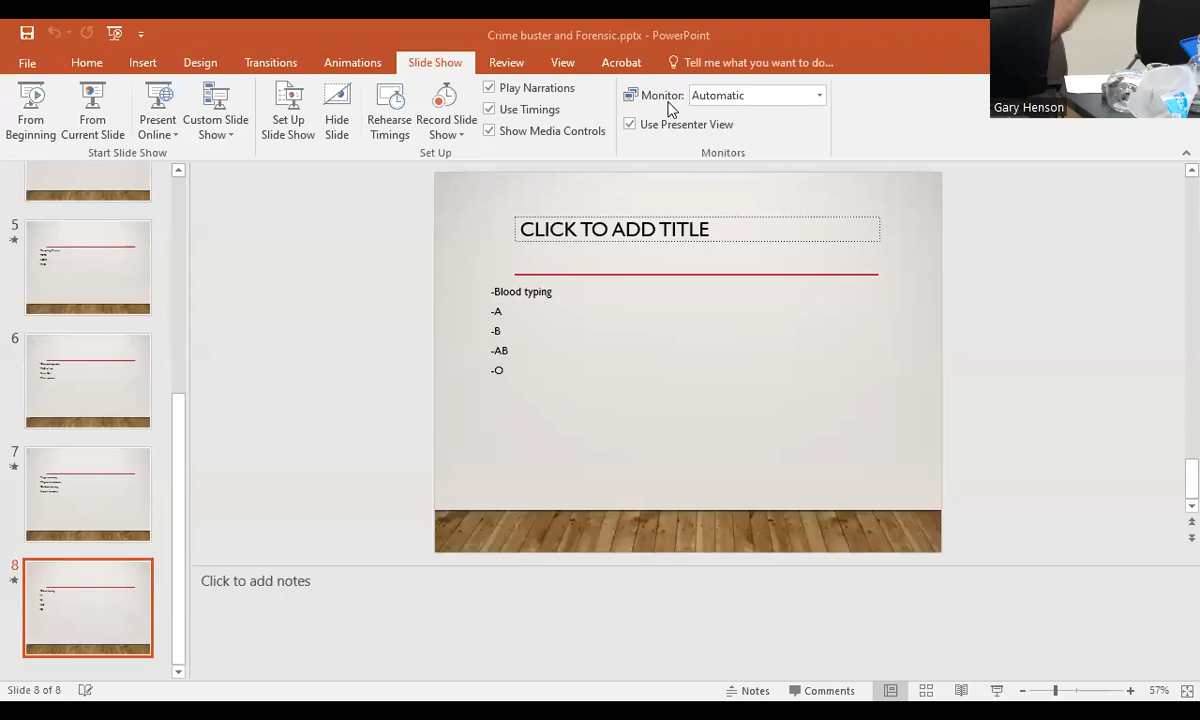 Crime buster and Forensic.pptx - PowerPoint
File Home Insert Design Transitions Animations Slide Show Review View Acrobat Tell me what you want to do...
From Beginning
From Current Slide
Present Online
Custom Slide Show
Start Slide Show
Set Up Slide Show
Hide Slide
Rehearse Timings
Record Slide Show
Play Narrations
Use Timings
Show Media Controls
Set Up
Monitor: Automatic
Use Presenter View
Monitors
Gary Henson
5
6
7
8
CLICK TO ADD TITLE
-Blood typing
-A
-B
-AB
-O
Click to add notes
Slide 8 of 8 Notes Comments 57%